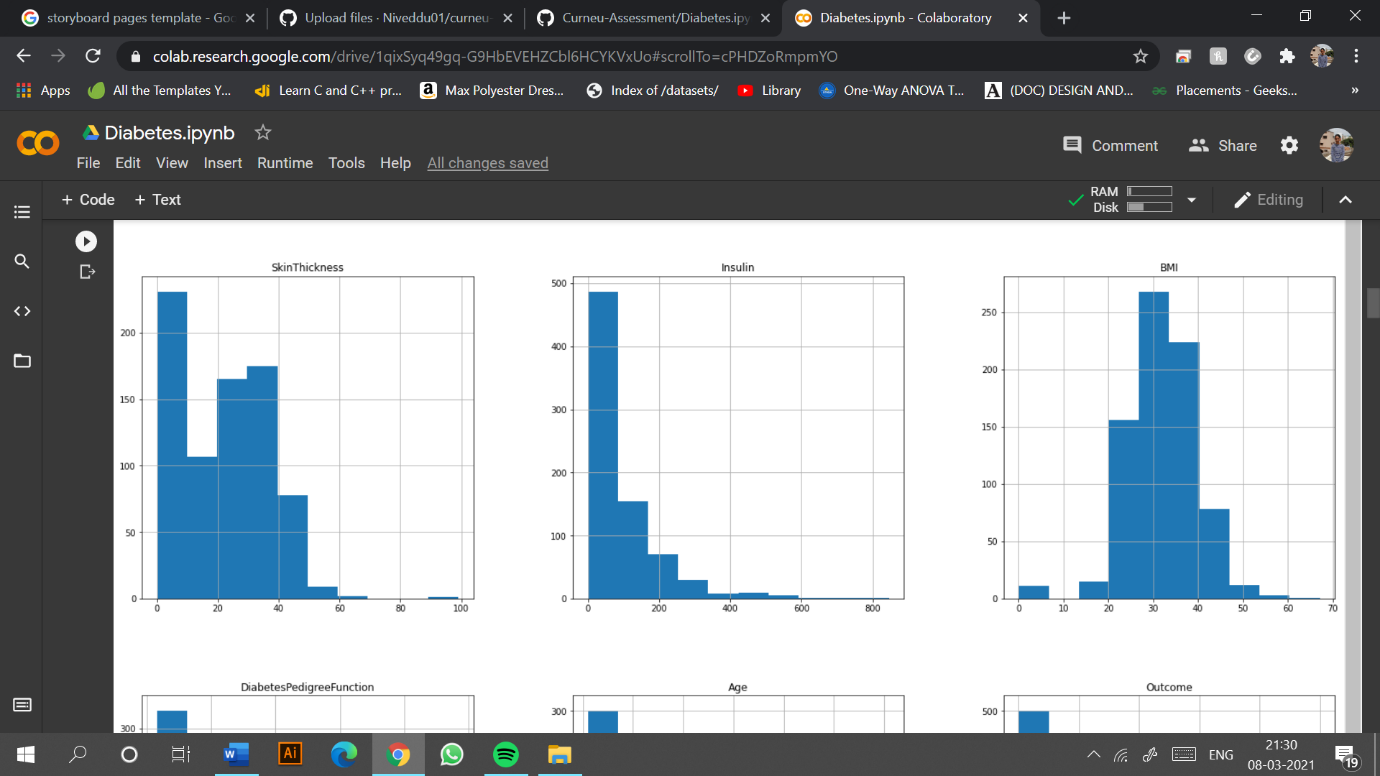 storyboard pages template - Goo
Upload files · Niveddu01/curneu-
Curneu-Assessment/Diabetes.ipy
Diabetes.ipynb - Colaboratory
colab.research.google.com/drive/1qixSyq49gq-G9HbEVEHZCbl6HCYKVxUo#scrollTo=cPHDZoRmpmYO
Apps
All the Templates Y...
Learn C and C++ pr...
Max Polyester Dres...
Index of /datasets/
Library
One-Way ANOVA T...
(DOC) DESIGN AND...
Placements - Geeks...
»
Diabetes.ipynb
Comment
Share
File Edit View Insert Runtime Tools Help All changes saved
+ Code + Text
RAM
Disk
Editing
SkinThickness
200
150
100
50
0
0 20 40 60 80 100
Insulin
500
400
300
200
100
0
0 200 400 600 800
BMI
250
200
150
100
50
0
0 10 20 30 40 50 60 70
DiabetesPedigreeFunction
300
Age
300
Outcome
500
W
Ai
ENG
21:30
08-03-2021
19